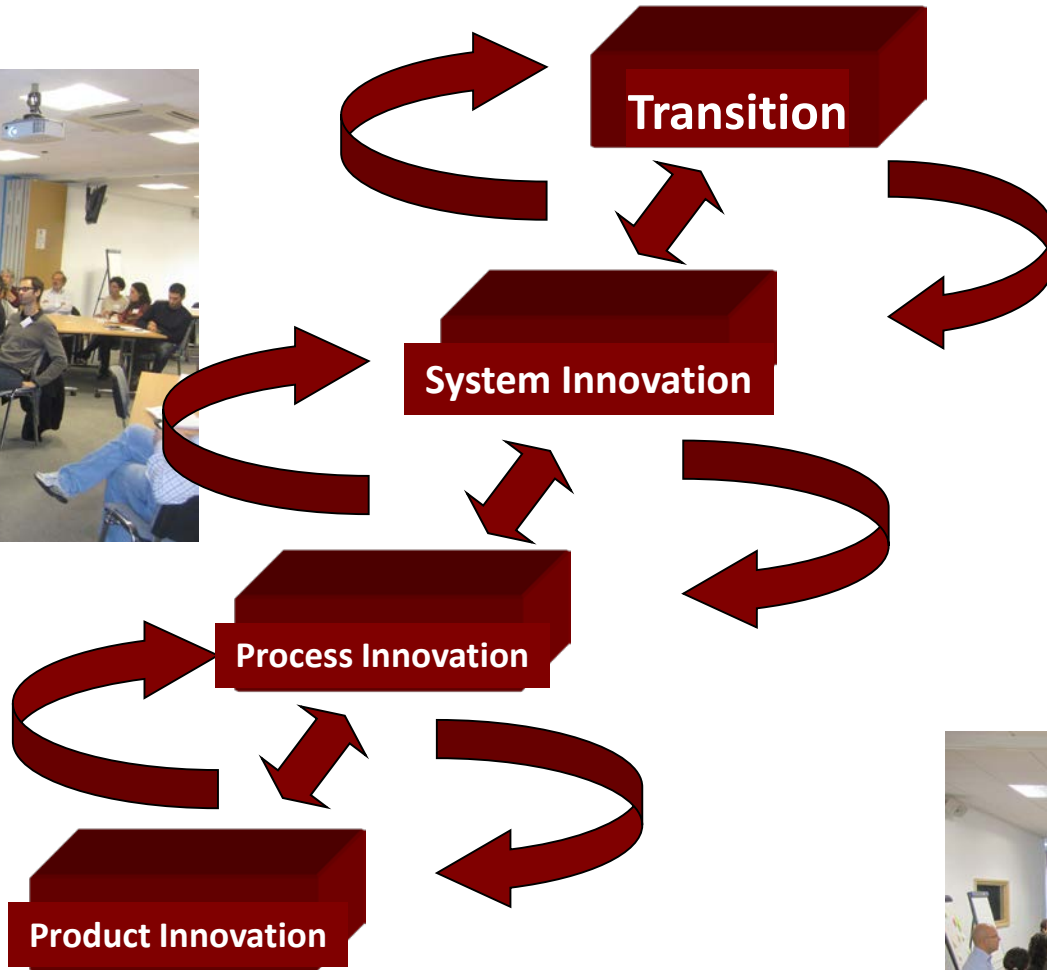 Transition
System Innovation
Process Innovation
Product Innovation